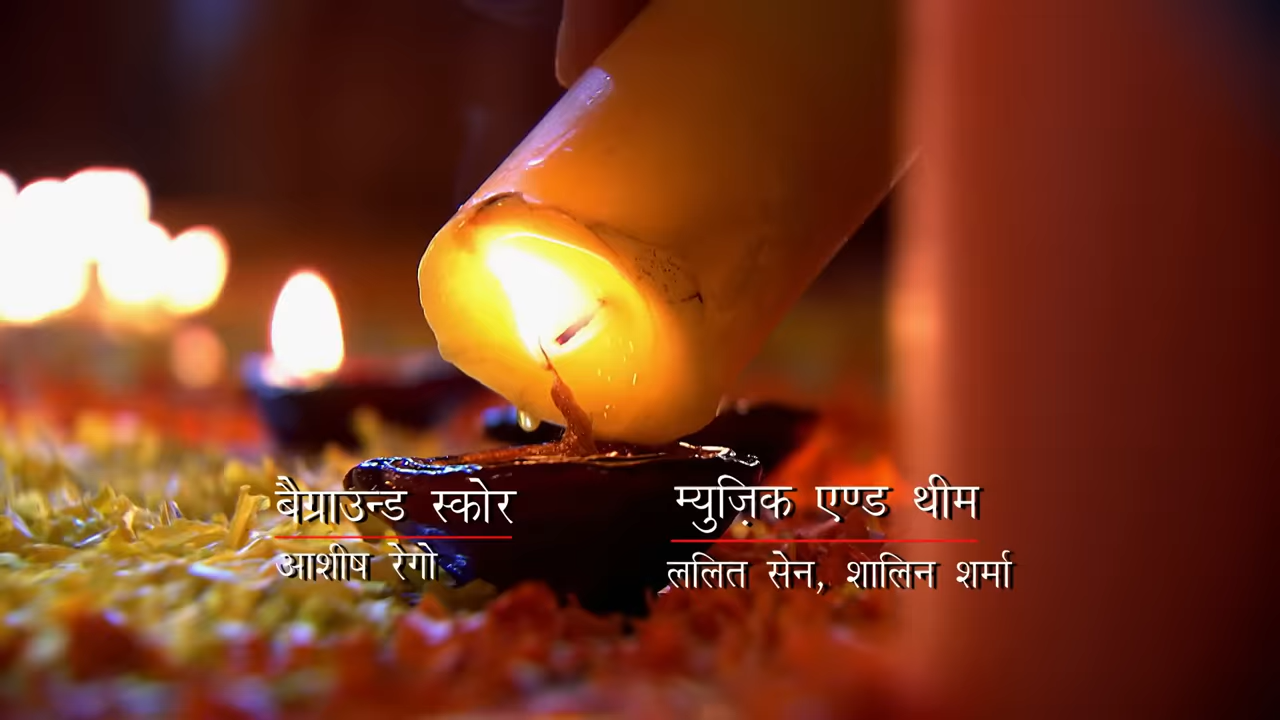 बैग्राउन्ड स्कोर
आशीष रेगो
म्युज़िक एण्ड थीम
ललित सेन, शालिन शर्मा